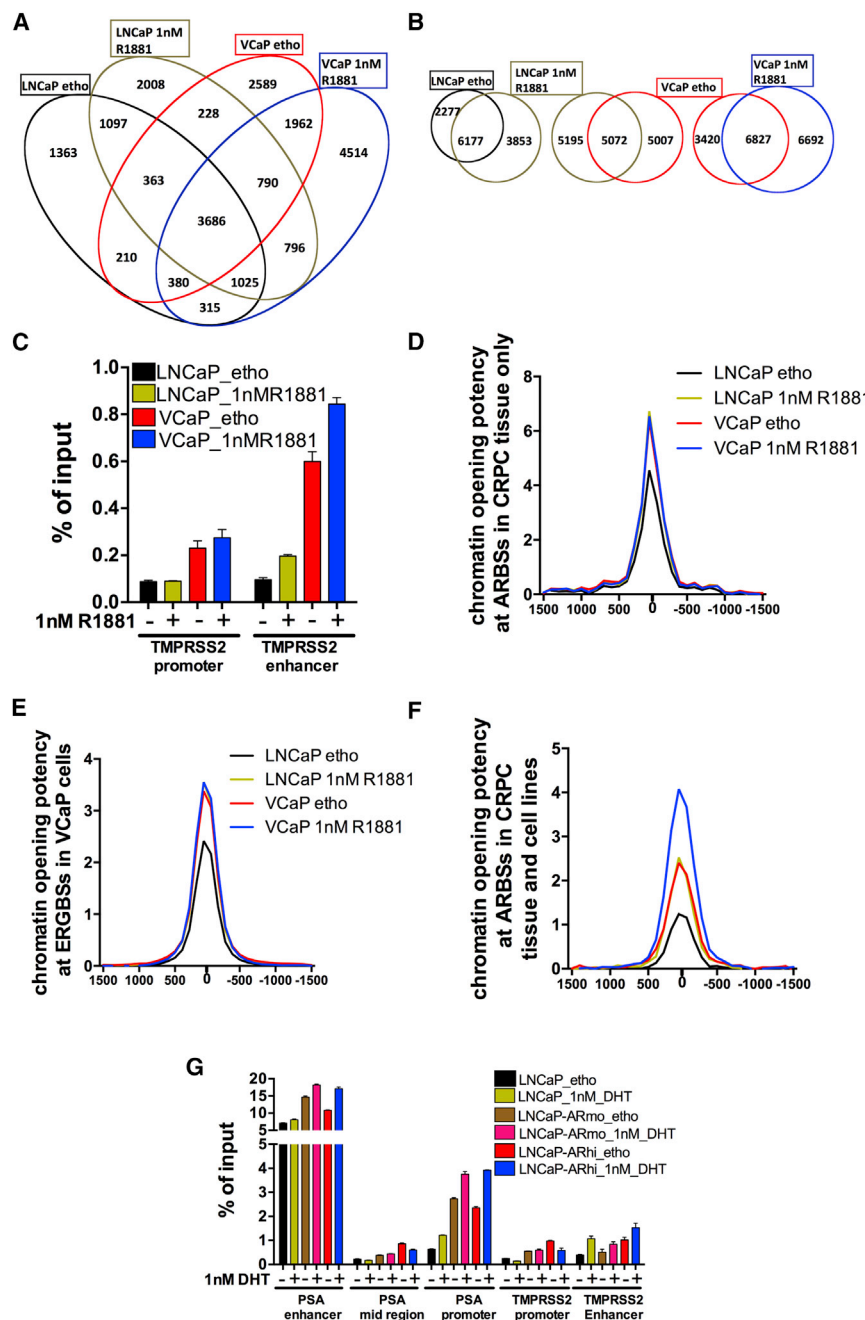 A
LNCaP etho
LNCaP 1nM
R1881
VCaP etho
VCaP 1nM
R1881
2008
2589
1097
228
1962
1363
4514
363
790
3686
210
796
380
1025
315
B
LNCaP etho
LNCaP 1nM
R1881
VCaP etho
VCaP 1nM
R1881
2277
6177
3853
5195
5072
5007
3420
6827
6692
C
LNCaP_etho
LNCaP_1nMR1881
VCaP_etho
VCaP_1nMR1881
% of input
0.8
0.6
0.4
0.2
0.0
1nM R1881 - + - + - + - +
TMPRSS2
promoter
TMPRSS2
enhancer
D
chromatin opening potency
at ARBSs in CRPC tissue only
LNCaP etho
LNCaP 1nM R1881
VCaP etho
VCaP 1nM R1881
8
6
4
2
0
1500 1000 500 0 -500 -1000 -1500
E
chromatin opening potency
at ERGBSs in VCaP cells
LNCaP etho
LNCaP 1nM R1881
VCaP etho
VCaP 1nM R1881
4
3
2
1
0
1500 1000 500 0 -500 -1000 -1500
F
chromatin opening potency
at ARBSs in CRPC
tissue and cell lines
5
4
3
2
1
0
1500 1000 500 0 -500 -1000 -1500
G
% of input
20
15
10
5
5
4
3
2
1
0
LNCaP_etho
LNCaP_1nM_DHT
LNCaP-ARmo_etho
LNCaP-ARmo_1nM_DHT
LNCaP-ARhi_etho
LNCaP-ARhi_1nM_DHT
1nM DHT - + - + - + - + - + - + - + - + - + - + - + - + - + - + - +
PSA
enhancer
PSA
mid region
PSA
promoter
TMPRSS2
promoter
TMPRSS2
Enhancer